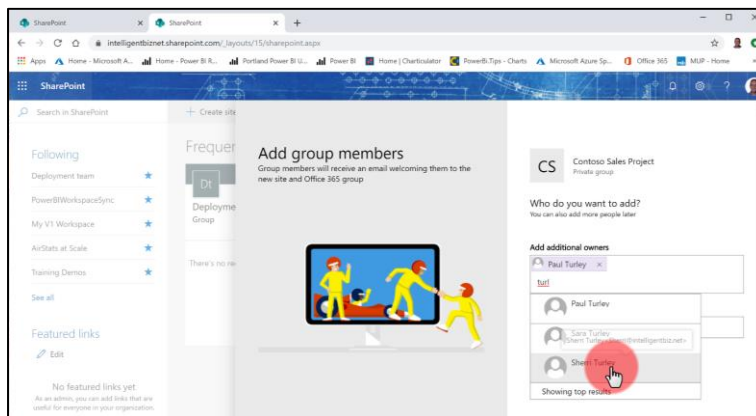 SharePoint
SharePoint
intelligentbiznet.sharepoint.com/_layouts/15/sharepoint.aspx
Apps
Home - Microsoft A...
Home - Power BI R...
Portland Power BI U...
Power BI
Home | Charticulator
PowerBI.Tips - Charts
Microsoft Azure Sp...
Office 365
MUP - Home
SharePoint
Search in SharePoint
Create site
Following
Deployment team
PowerBIWorkspaceSync
My V1 Workspace
AirStats at Scale
Training Demos
See all
Featured links
Edit
No featured links yet
As an admin, you can add links that are
useful for everyone in your organization.
Frequen
Dt
Deployme
Group
There's no re
Add group members
Group members will receive an email welcoming them to the
new site and Office 365 group
CS
Contoso Sales Project
Private group
Who do you want to add?
You can also add more people later
Add additional owners
Paul Turley
turl
Paul Turley
Sara Turley
Sherri Turley
Showing top results